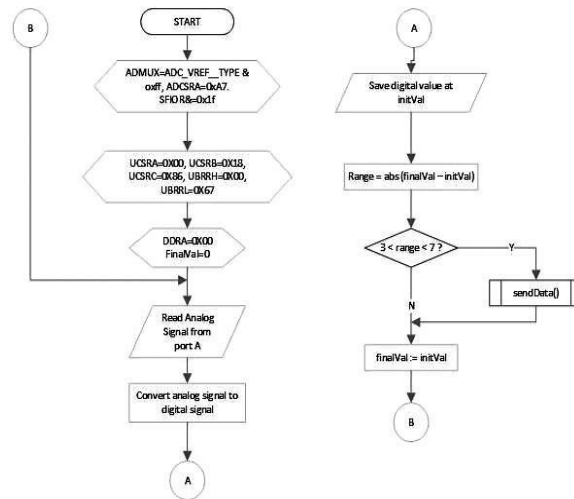 B
START
ADMUX=ADC_VREF_TYPE &
oxff, ADCSRA=0xA7.
SFIOR&=0x1f
UCSRA=0X00, UCSRB=0X18,
UCSRC=0X86, UBRRH=0X00,
UBRRL=0X67
DDRA=0X00
FinalVal=0
Read Analog
Signal from
port A
Convert analog signal to
digital signal
A
A
Save digital value at
initVal
Range = abs(finalVal – initVal)
3 < range < 7 ?
Y
sendData()
N
finalVal := initVal
B